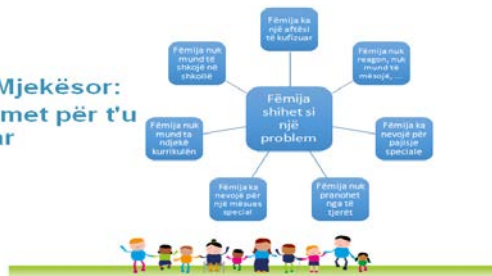 Mjekësor:
met për t'u
ar
Fëmija ka
një aftësi
të kufizuar
Fëmija nuk
reagon, nuk
mund të
mësojë, ...
Fëmija ka
nevojë për
pajisje
speciale
Fëmija nuk
pranohet
nga të
tjerët
Fëmija ka
nevojë për
një mësues
special
Fëmija nuk
mund ta
ndjekë
kurrikulën
Fëmija nuk
mund të
shkojë në
shkollë
Fëmija
shihet si
një
problem